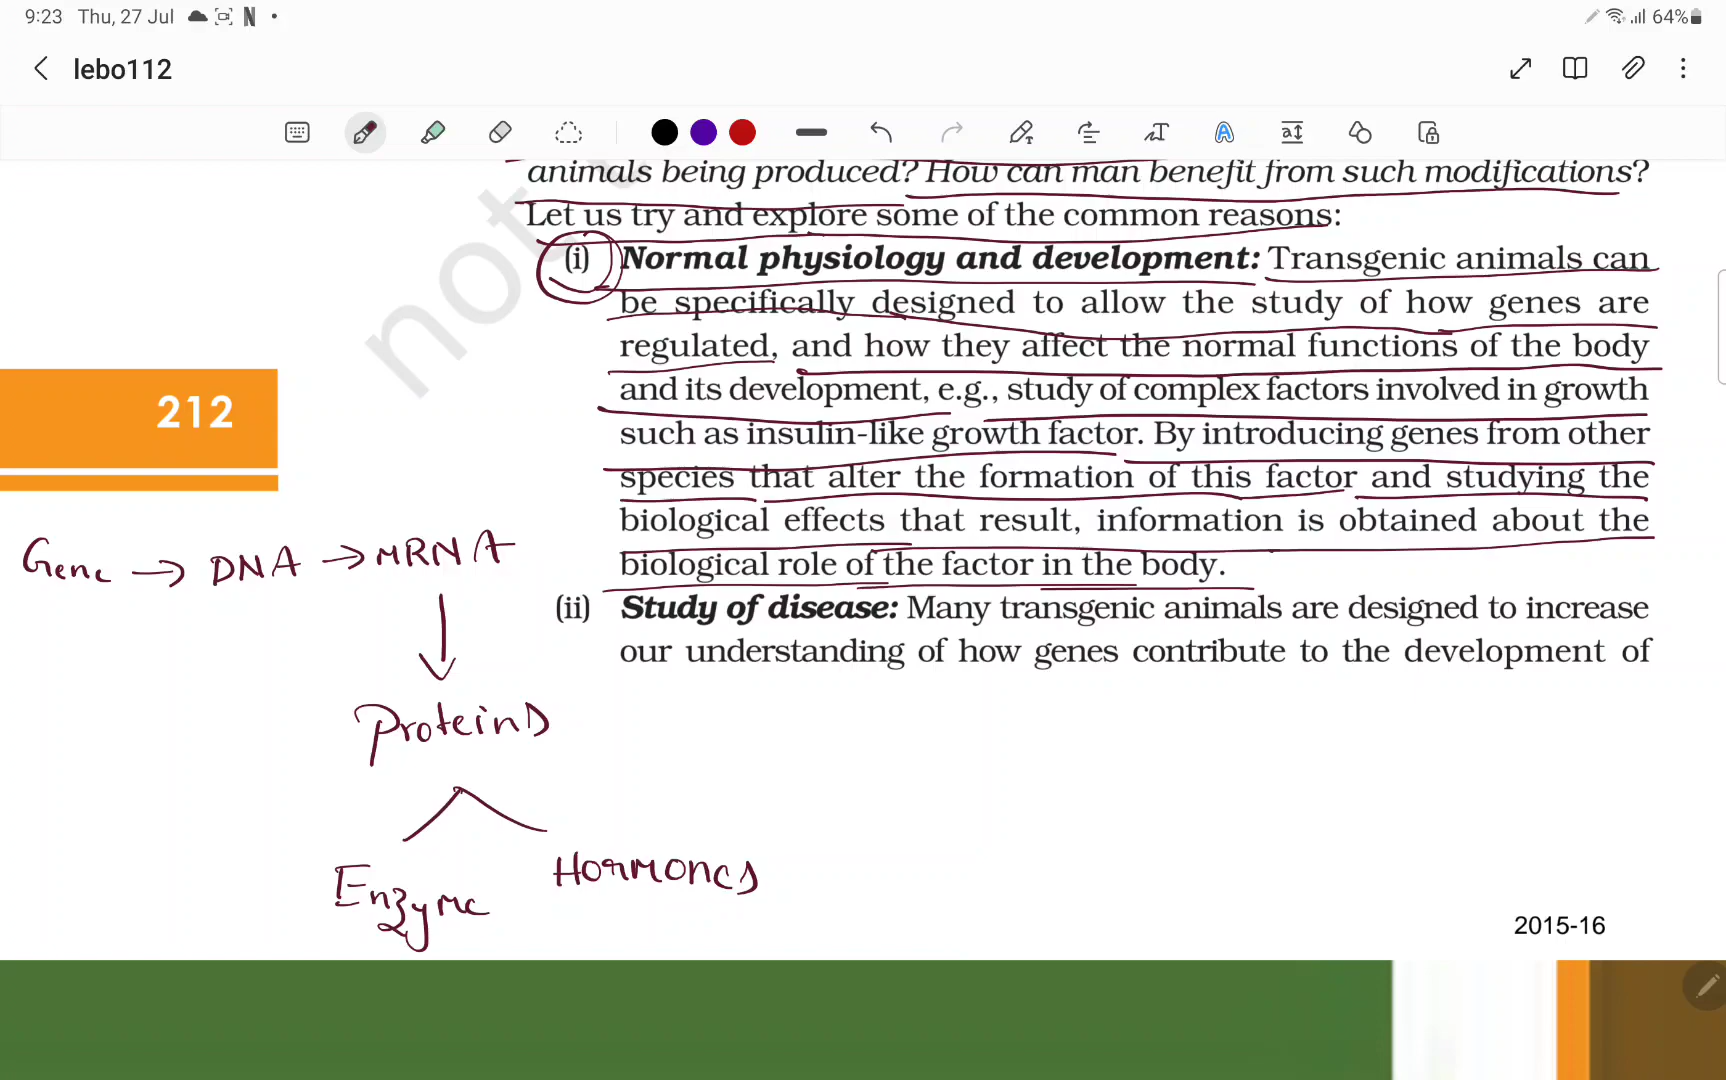 9:23 Thu, 27 Jul N 64%
lebo112
animals being produced? How can man benefit from such modifications?
Let us try and explore some of the common reasons:
(i) Normal physiology and development: Transgenic animals can
be specifically designed to allow the study of how genes are
regulated, and how they affect the normal functions of the body
and its development, e.g., study of complex factors involved in growth
such as insulin-like growth factor. By introducing genes from other
species that alter the formation of this factor and studying the
biological effects that result, information is obtained about the
biological role of the factor in the body.
(ii) Study of disease: Many transgenic animals are designed to increase
our understanding of how genes contribute to the development of
212
not
Gene → DNA → MRNA
Proteins
Enzyme Hormones
2015-16